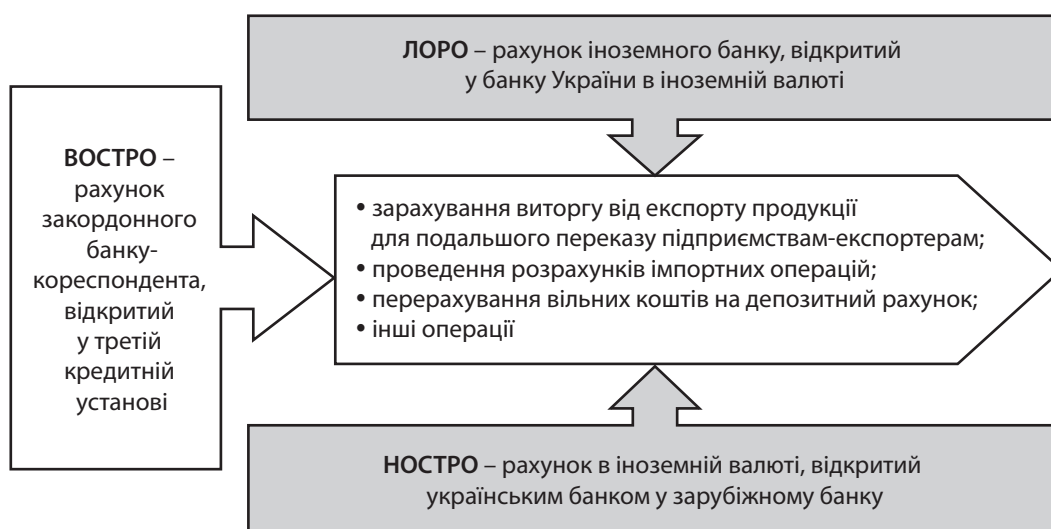 ЛОРО – рахунок іноземного банку, відкритий
у банку України в іноземній валюті
ВОСТРО –
рахунок
закордонного
банку-
кореспондента,
відкритий
у третій
кредитній
установі
• зарахування виторгу від експорту продукції
для подальшого переказу підприємствам-експортерам;
• проведення розрахунків імпортних операцій;
• перерахування вільних коштів на депозитний рахунок;
• інші операції
НОСТРО – рахунок в іноземній валюті, відкритий
українським банком у зарубіжному банку